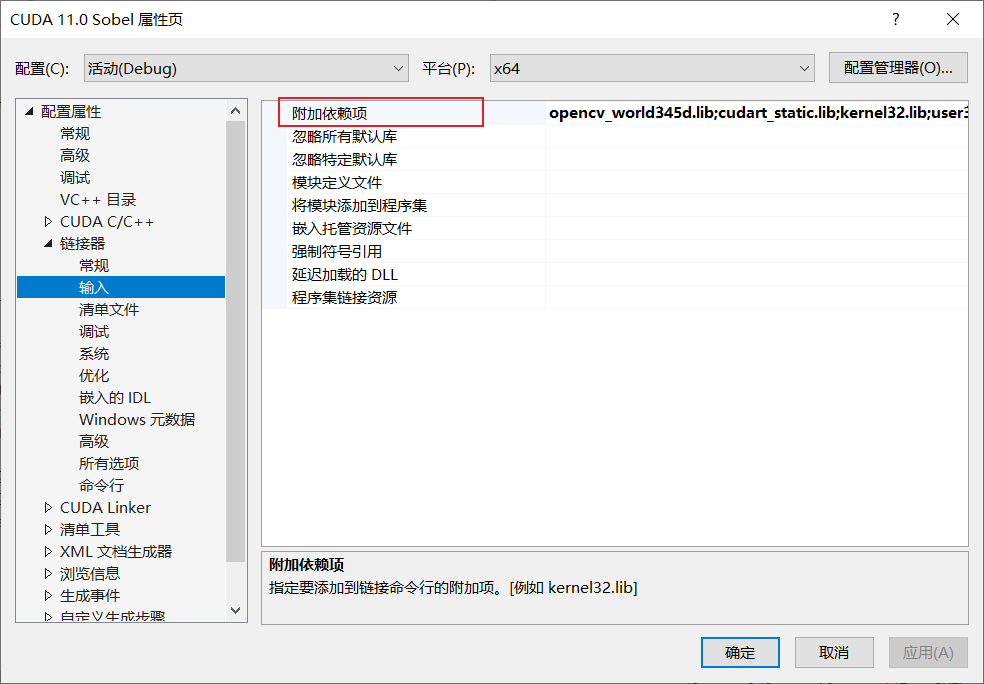 CUDA 11.0 Sobel 属性页
?
配置(C): 活动(Debug) 平台(P): x64 配置管理器(O)...
配置属性
常规
高级
调试
VC++ 目录
CUDA C/C++
链接器
常规
输入
清单文件
调试
系统
优化
嵌入的 IDL
Windows 元数据
高级
所有选项
命令行
CUDA Linker
清单工具
XML 文档生成器
浏览信息
生成事件
自定义生成步骤
附加依赖项 opencv_world345d.lib;cudart_static.lib;kernel32.lib;user3
忽略所有默认库
忽略特定默认库
模块定义文件
将模块添加到程序集
嵌入托管资源文件
强制符号引用
延迟加载的 DLL
程序集链接资源
附加依赖项
指定要添加到链接命令行的附加项。[例如 kernel32.lib]
确定 取消 应用(A)